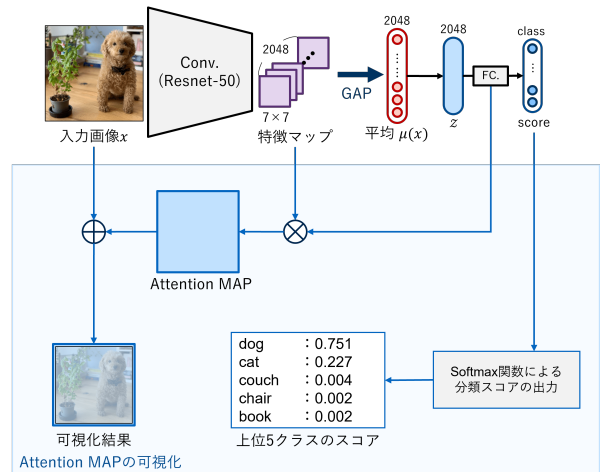 2048
2048
class
Conv.
(Resnet-50)
2048
7×7
GAP
FC.
入力画像x
特徴マップ
平均 μ(x)
z
score
Attention MAP
dog :0.751
cat :0.227
couch :0.004
chair :0.002
book :0.002
Softmax関数による
分類スコアの出力
可視化結果
上位5クラスのスコア
Attention MAPの可視化